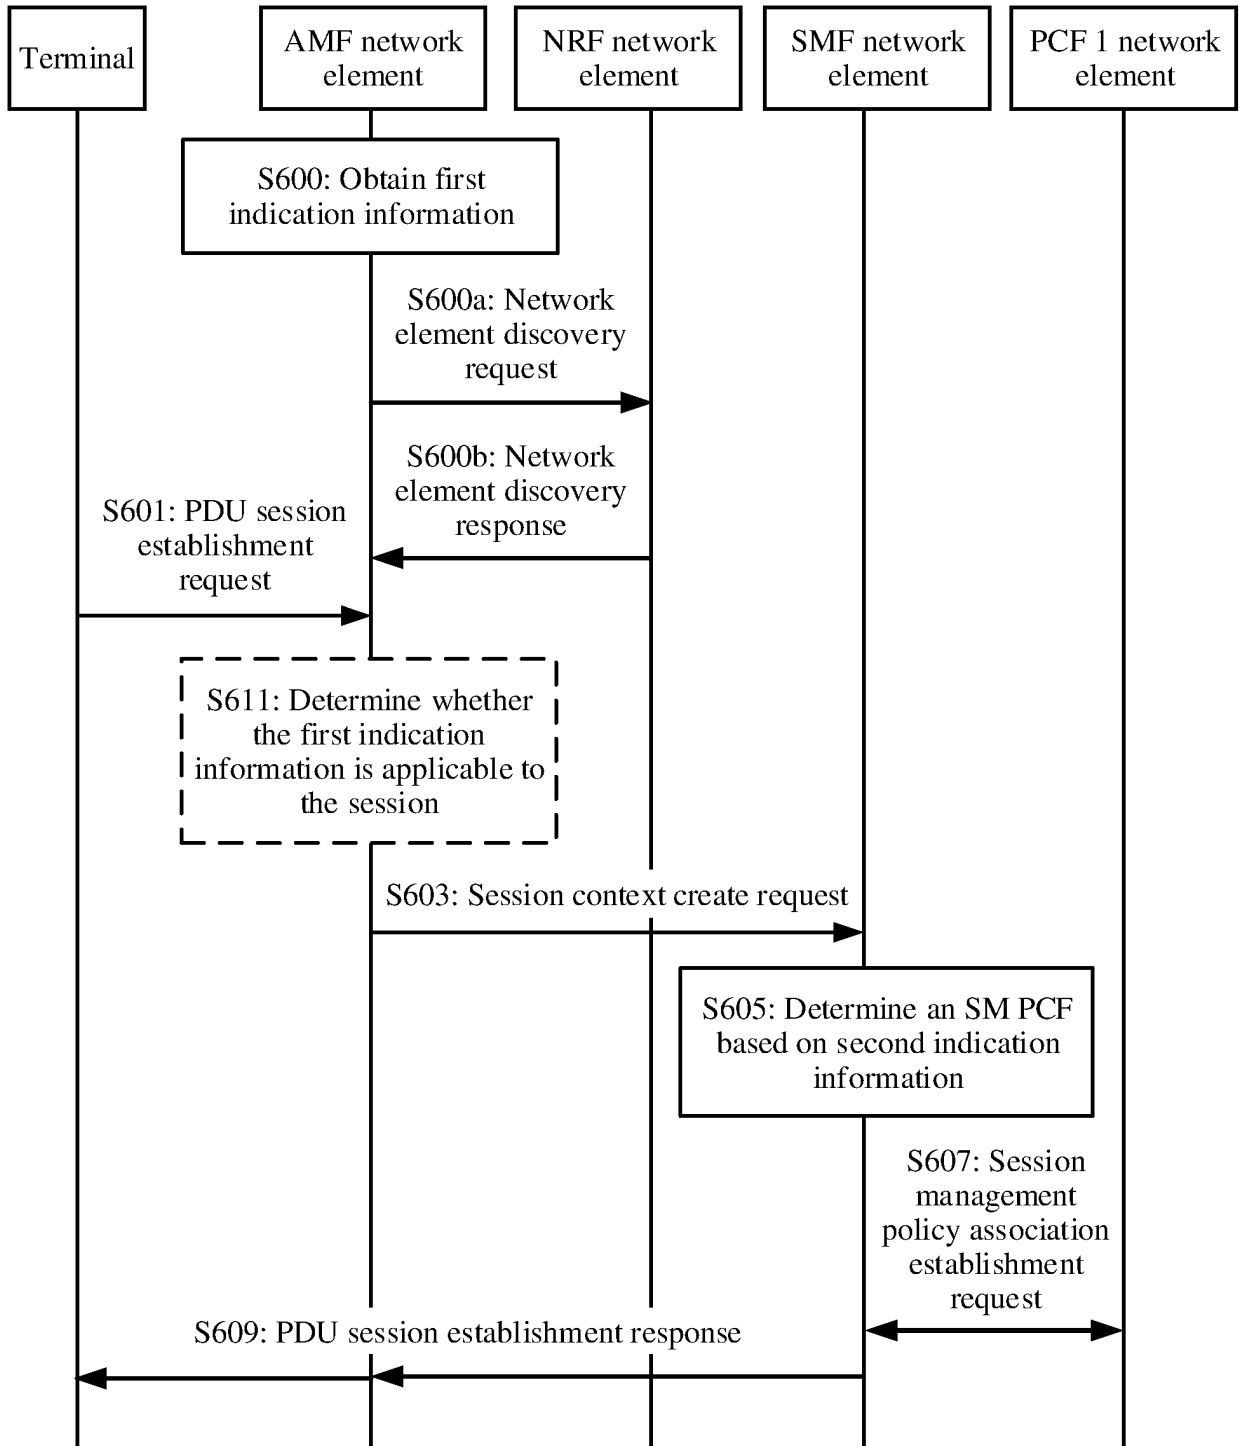 Terminal
AMF network
element
NRF network
element
SMF network
element
PCF 1 network
element
S600: Obtain first
indication information
S600a: Network
element discovery
request
S600b: Network
element discovery
response
S601: PDU session
establishment
request
S611: Determine whether
the first indication
information is applicable to
the session
S603: Session context create request
S605: Determine an SM PCF
based on second indication
information
S607: Session
management
policy association
establishment
request
S609: PDU session establishment response